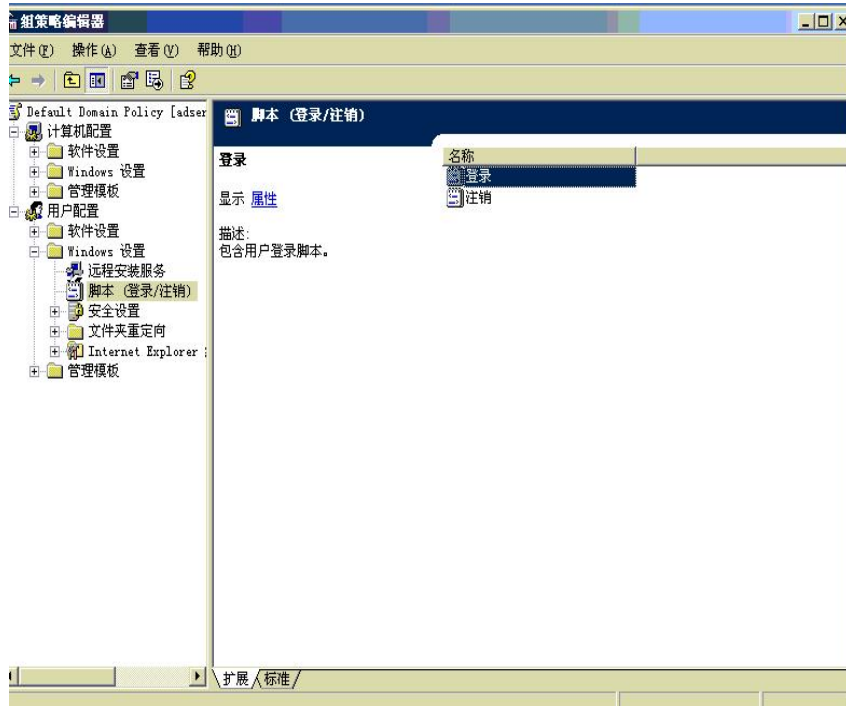 组策略编辑器
文件(F) 操作(A) 查看(V) 帮助(H)
Default Domain Policy [adser
计算机配置
软件设置
Windows 设置
管理模板
用户配置
软件设置
Windows 设置
远程安装服务
脚本 (登录/注销)
安全设置
文件夹重定向
Internet Explorer
管理模板
脚本 (登录/注销)
登录
显示 属性
描述:
包含用户登录脚本。
名称
登录
注销
扩展 标准